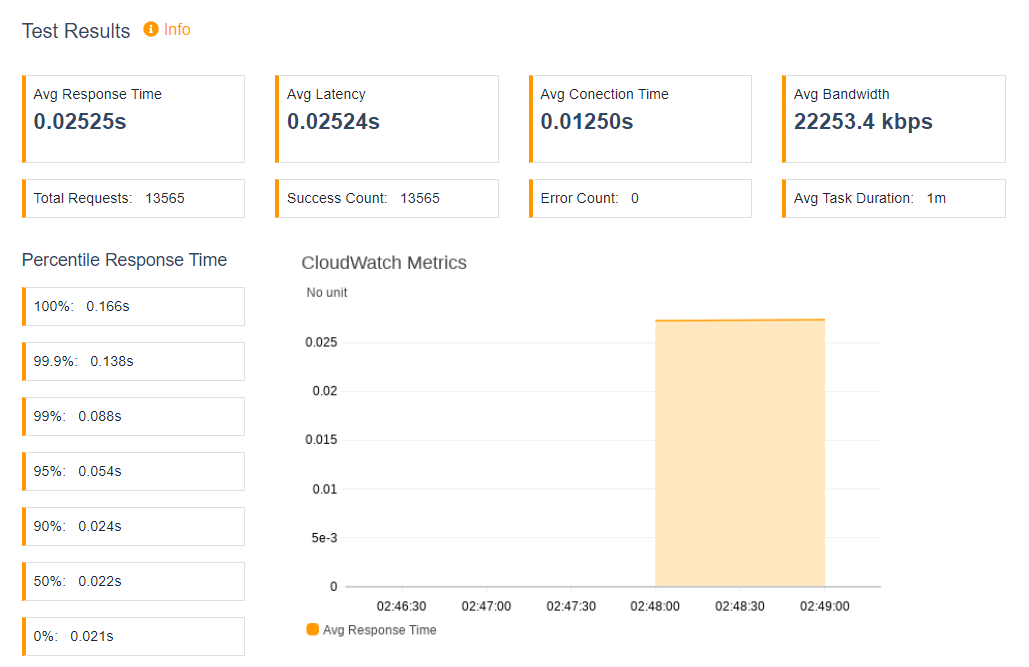 Test Results Info
Avg Response Time
0.02525s
Avg Latency
0.02524s
Avg Conection Time
0.01250s
Avg Bandwidth
22253.4 kbps
Total Requests: 13565
Success Count: 13565
Error Count: 0
Avg Task Duration: 1m
Percentile Response Time
100%: 0.166s
99.9%: 0.138s
99%: 0.088s
95%: 0.054s
90%: 0.024s
50%: 0.022s
0%: 0.021s
CloudWatch Metrics
No unit
0.025
0.02
0.015
0.01
5e-3
0
02:46:30 02:47:00 02:47:30 02:48:00 02:48:30 02:49:00
Avg Response Time